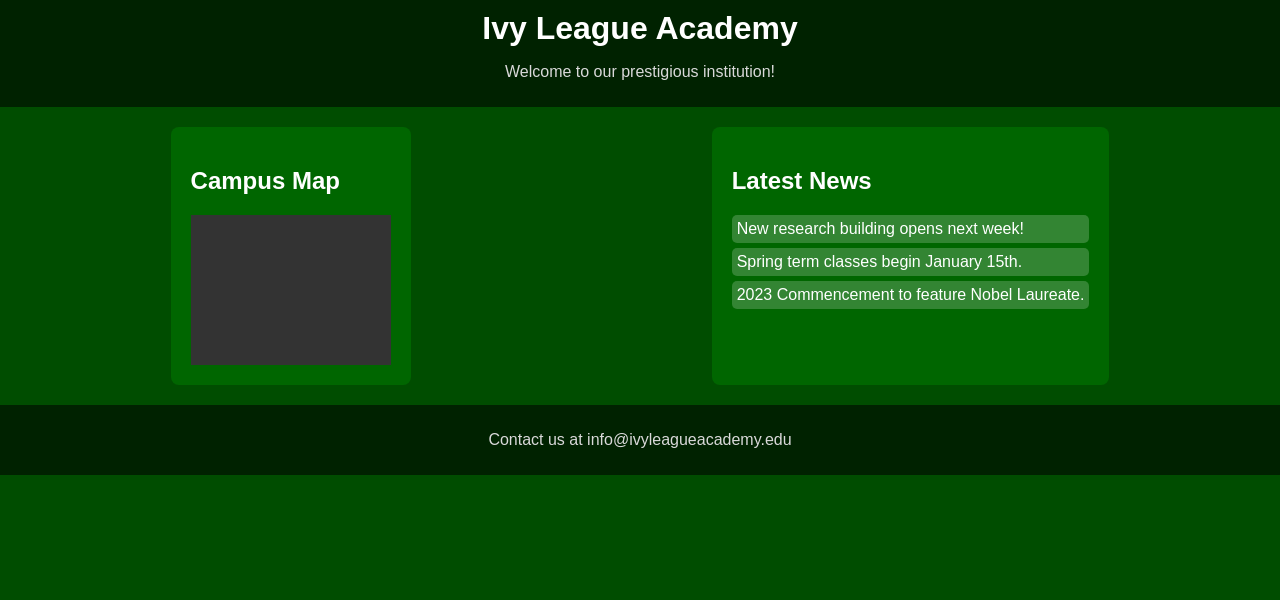 Ivy League Academy
Welcome to our prestigious institution!
Campus Map
Latest News
New research building opens next week!
Spring term classes begin January 15th.
2023 Commencement to feature Nobel Laureate.
Contact us at info@ivyleagueacademy.edu